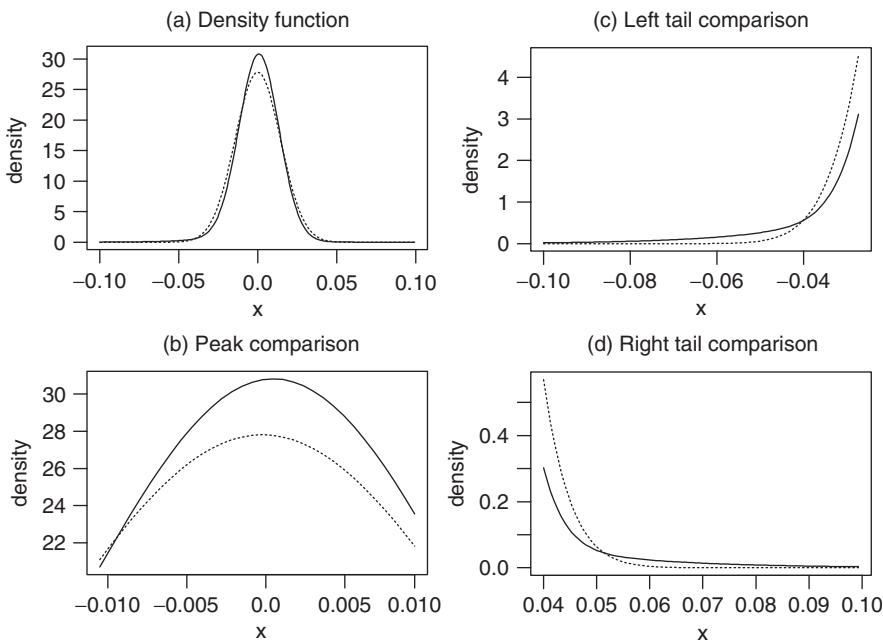 (a) Density function
density
30
25
20
15
10
5
0
−0.10 −0.05 0.0 0.05 0.10
x
(c) Left tail comparison
density
4
3
2
1
0
−0.10 −0.08 −0.06 −0.04
x
(b) Peak comparison
density
30
28
26
24
22
−0.010 −0.005 0.0 0.005 0.010
x
(d) Right tail comparison
density
0.4
0.2
0.0
0.04 0.05 0.06 0.07 0.08 0.09 0.10
x